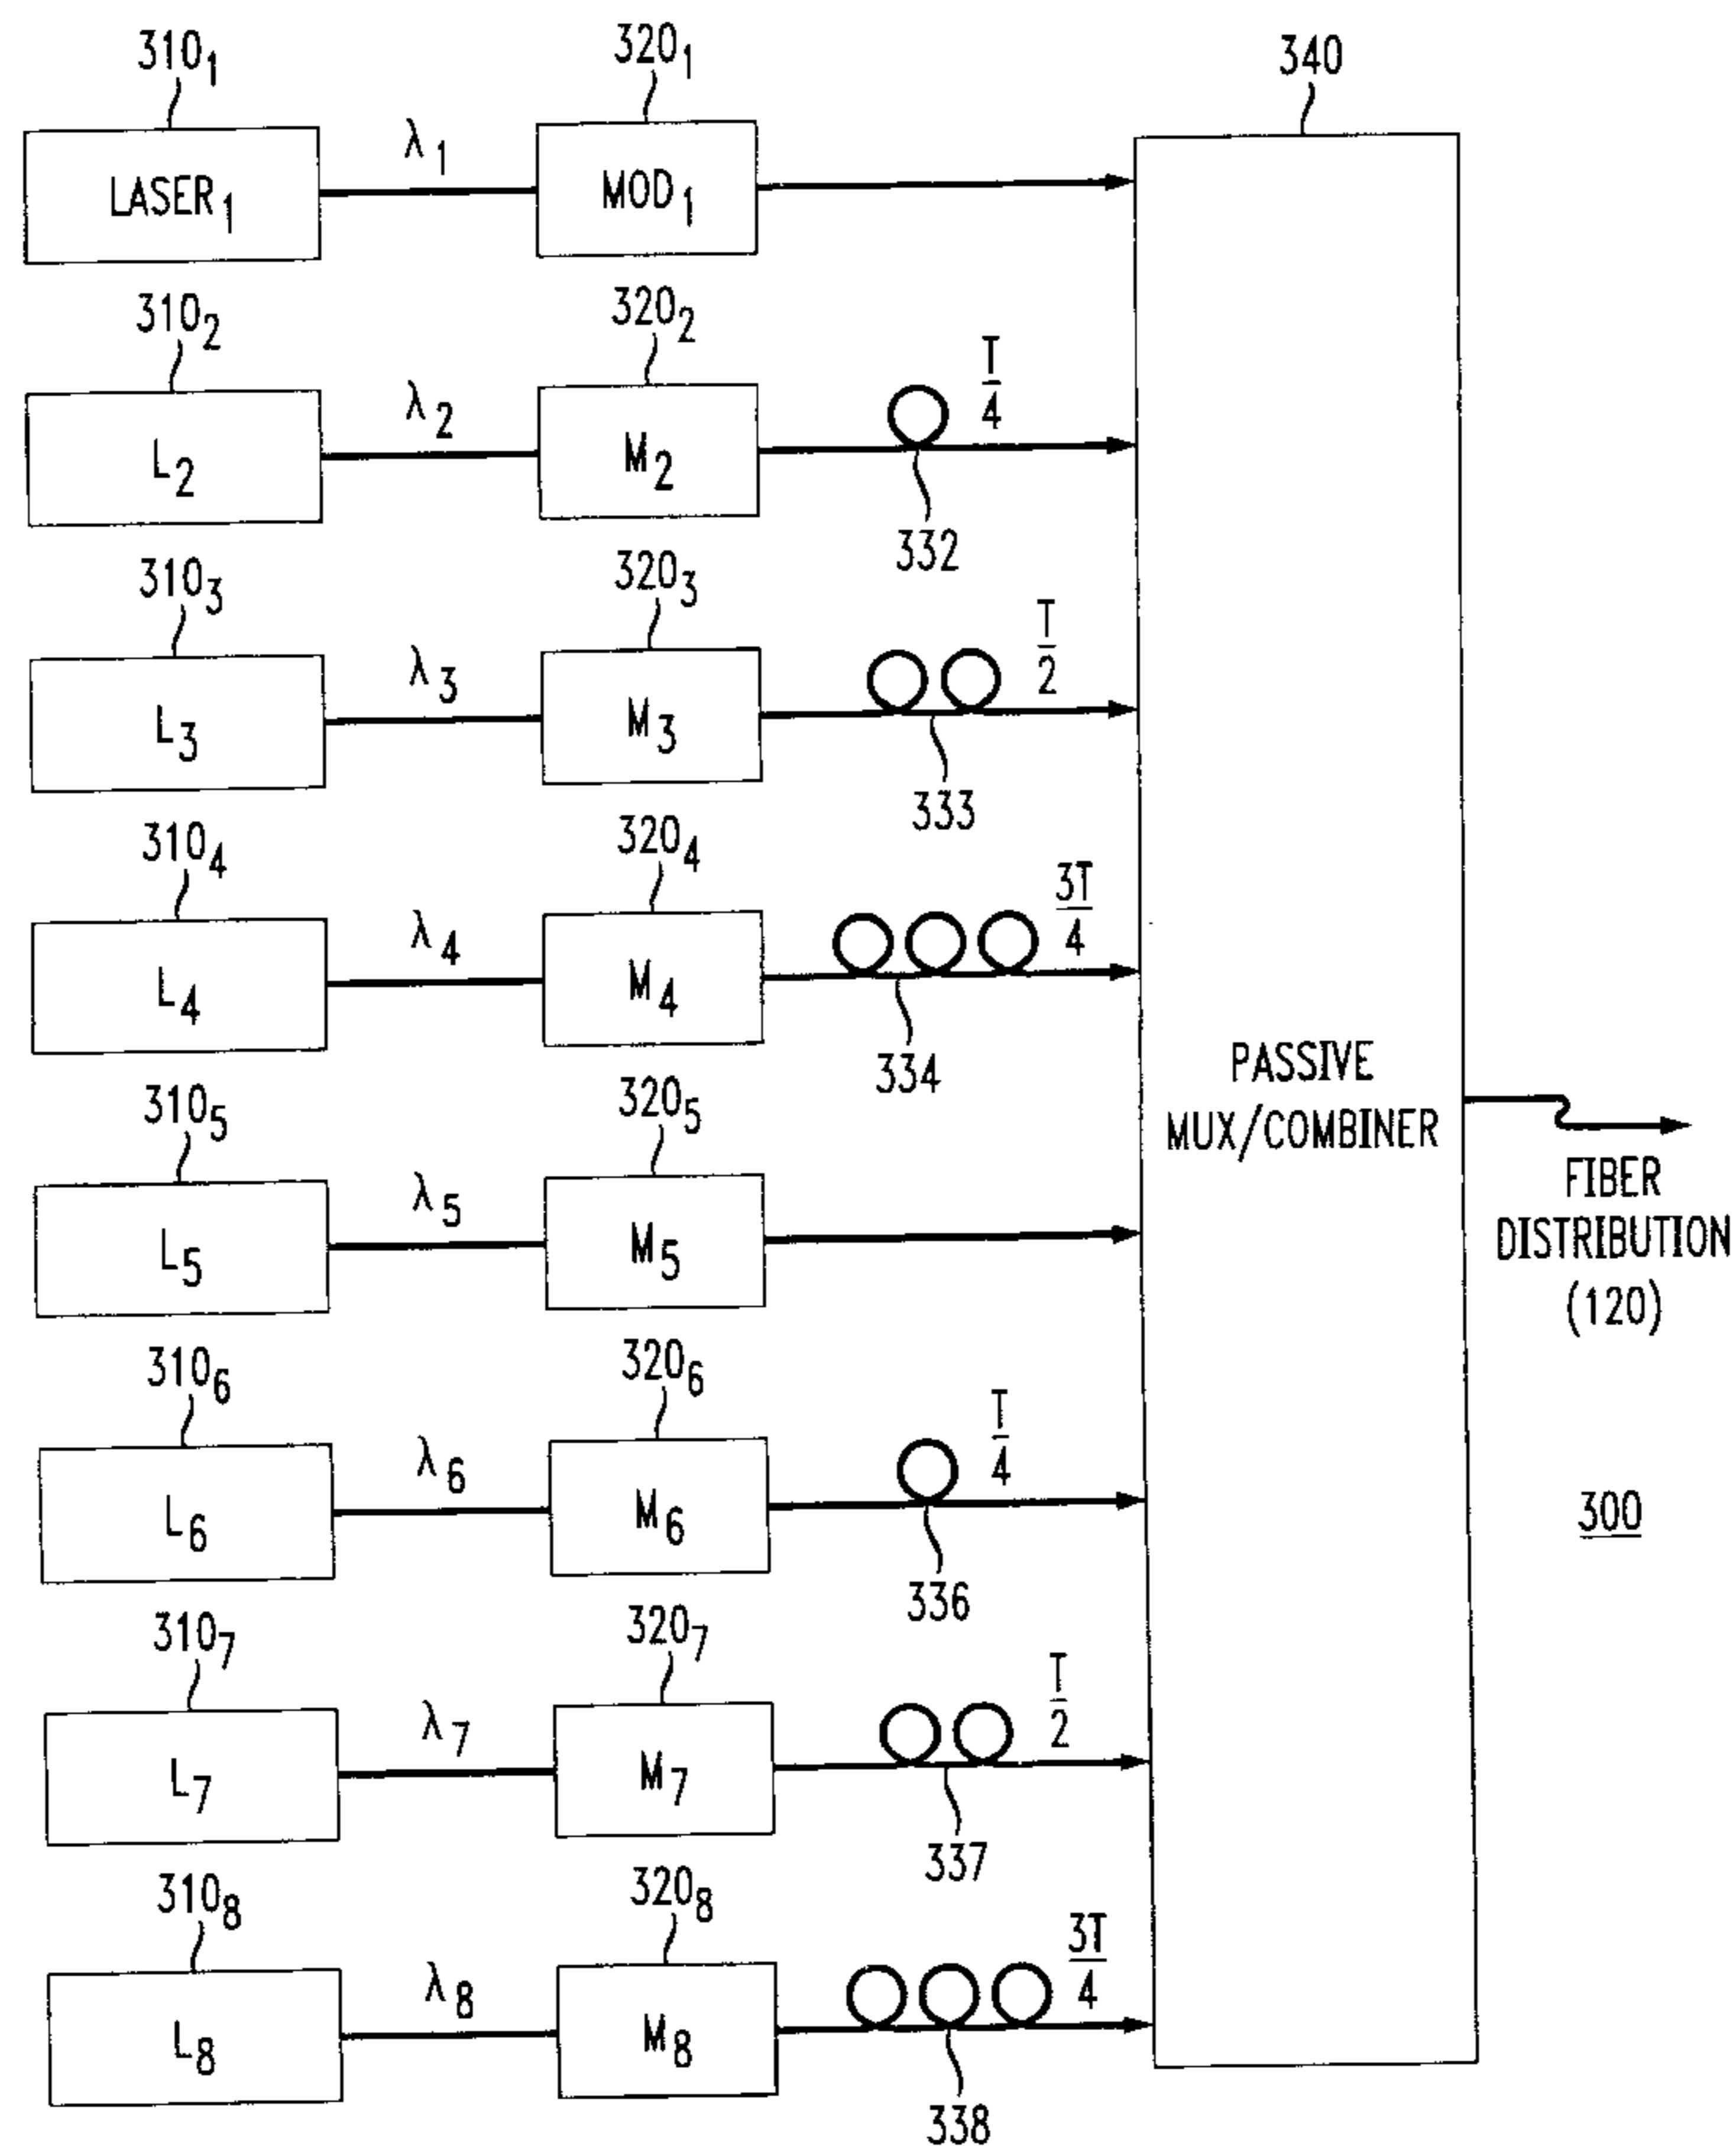 310₁ 320₁ 340
λ₁
LASER₁ MOD₁
310₂ 320₂
λ₂ T/4
L₂ M₂
332
310₃ 320₃
λ₃ T/2
L₃ M₃
333
310₄ 320₄
λ₄ 3T/4
L₄ M₄
334
PASSIVE
MUX/COMBINER
310₅ 320₅
λ₅
L₅ M₅
FIBER
DISTRIBUTION
(120)
310₆ 320₆
λ₆ T/4
L₆ M₆
336
300
310₇ 320₇
λ₇ T/2
L₇ M₇
337
310₈ 320₈
λ₈ 3T/4
L₈ M₈
338